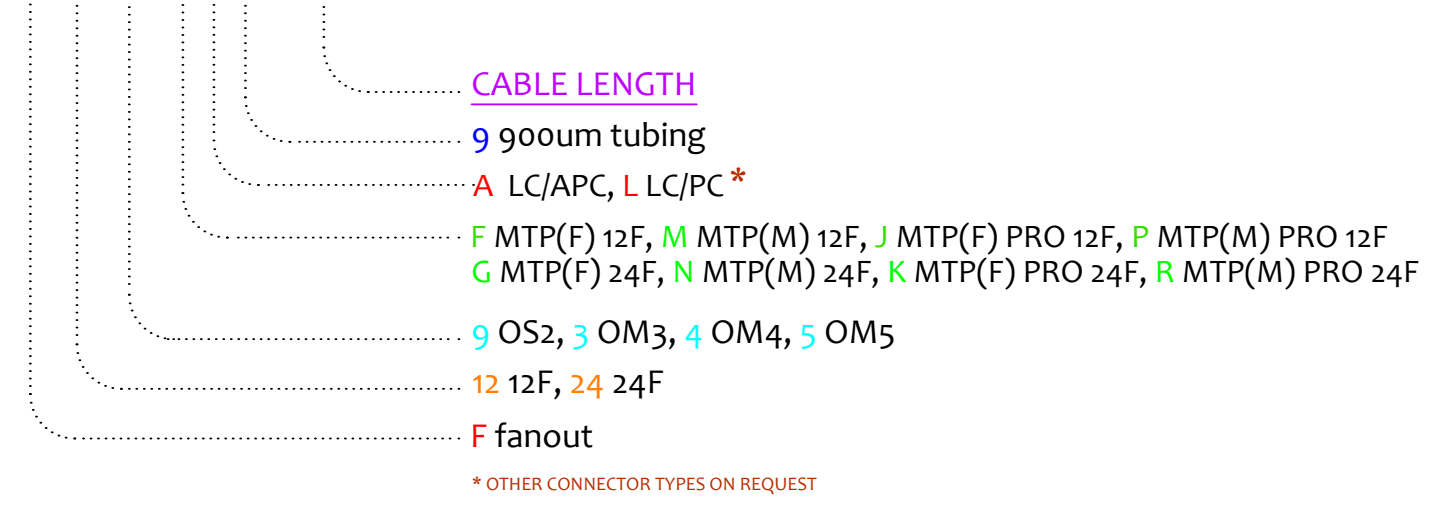 CABLE LENGTH
9 900um tubing
A LC/APC, L LC/PC *
F MTP(F) 12F, M MTP(M) 12F, J MTP(F) PRO 12F, P MTP(M) PRO 12F
G MTP(F) 24F, N MTP(M) 24F, K MTP(F) PRO 24F, R MTP(M) PRO 24F
9 OS2, 3 OM3, 4 OM4, 5 OM5
12 12F, 24 24F
F fanout
* OTHER CONNECTOR TYPES ON REQUEST